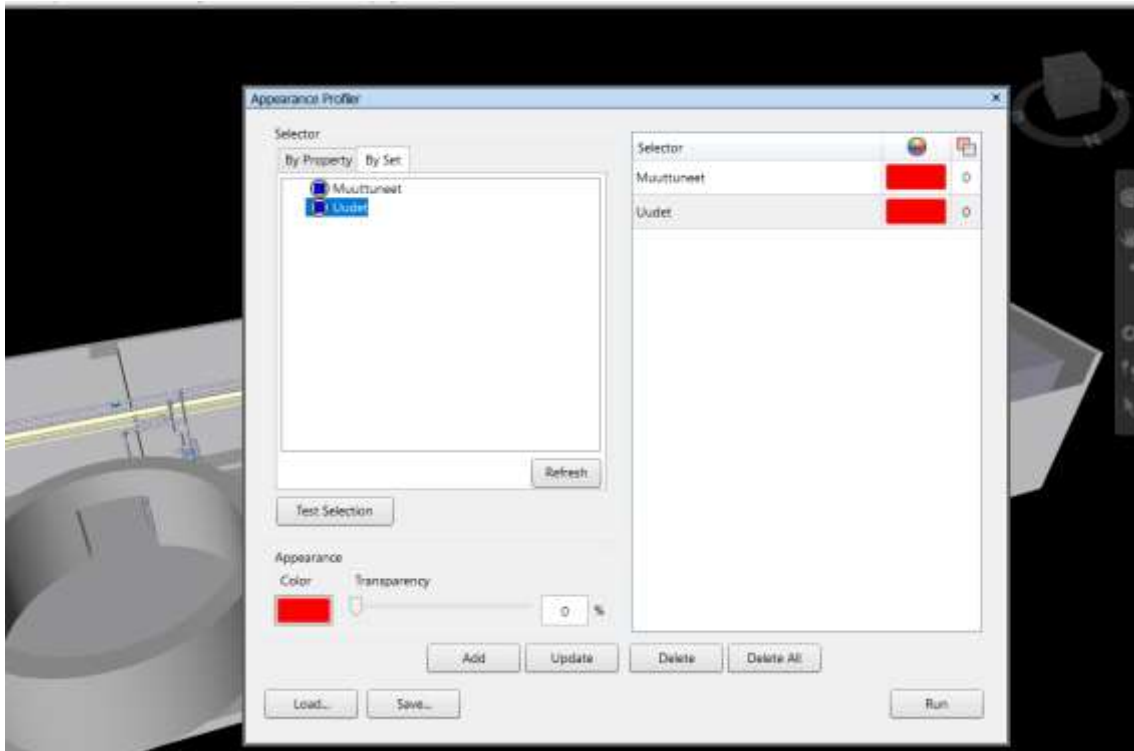 Appearance Profiler
Selector
By Property By Set
Muuttuneet
Uudet
Refresh
Test Selection
Appearance
Color Transparency
0 %
Selector
Muuttuneet 0
Uudet 0
Add Update Delete Delete All
Load... Save... Run